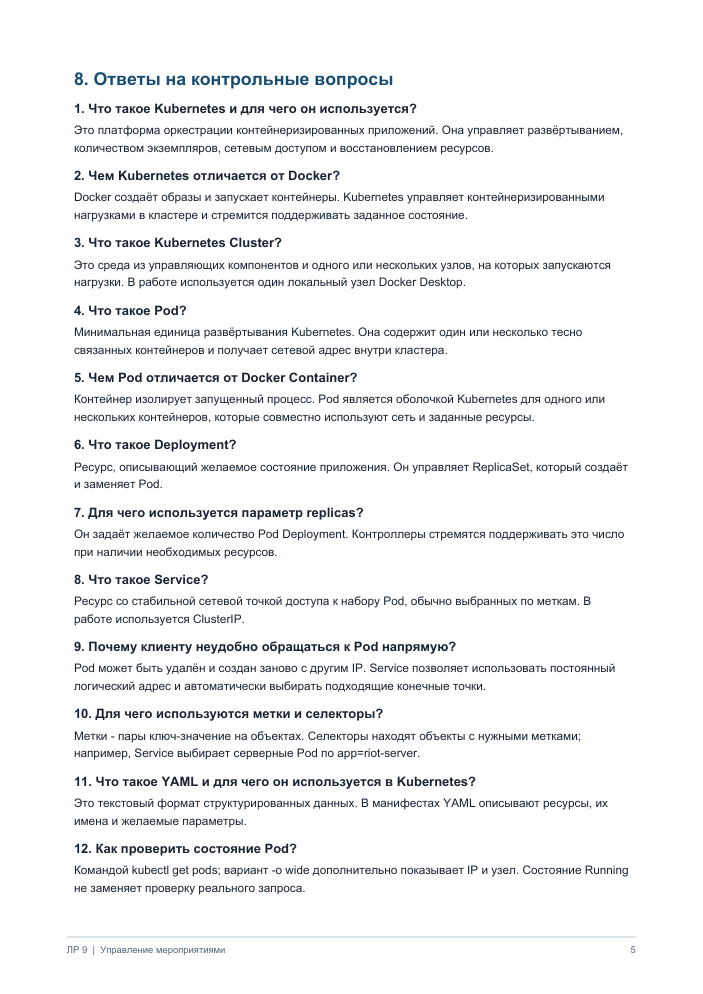 8. Ответы на контрольные вопросы
1. Что такое Kubernetes и для чего он используется?
Это платформа оркестрации контейнеризированных приложений. Она управляет развёртыванием,
количеством экземпляров, сетевым доступом и восстановлением ресурсов.
2. Чем Kubernetes отличается от Docker?
Docker создаёт образы и запускает контейнеры. Kubernetes управляет контейнеризированными
нагрузками в кластере и стремится поддерживать заданное состояние.
3. Что такое Kubernetes Cluster?
Это среда из управляющих компонентов и одного или нескольких узлов, на которых запускаются
нагрузки. В работе используется один локальный узел Docker Desktop.
4. Что такое Pod?
Минимальная единица развёртывания Kubernetes. Она содержит один или несколько тесно
связанных контейнеров и получает сетевой адрес внутри кластера.
5. Чем Pod отличается от Docker Container?
Контейнер изолирует запущенный процесс. Pod является оболочкой Kubernetes для одного или
нескольких контейнеров, которые совместно используют сеть и заданные ресурсы.
6. Что такое Deployment?
Ресурс, описывающий желаемое состояние приложения. Он управляет ReplicaSet, который создаёт
и заменяет Pod.
7. Для чего используется параметр replicas?
Он задаёт желаемое количество Pod Deployment. Контроллеры стремятся поддерживать это число
при наличии необходимых ресурсов.
8. Что такое Service?
Ресурс со стабильной сетевой точкой доступа к набору Pod, обычно выбранных по меткам. В
работе используется ClusterIP.
9. Почему клиенту неудобно обращаться к Pod напрямую?
Pod может быть удалён и создан заново с другим IP. Service позволяет использовать постоянный
логический адрес и автоматически выбирать подходящие конечные точки.
10. Для чего используются метки и селекторы?
Метки - пары ключ-значение на объектах. Селекторы находят объекты с нужными метками;
например, Service выбирает серверные Pod по app=riot-server.
11. Что такое YAML и для чего он используется в Kubernetes?
Это текстовый формат структурированных данных. В манифестах YAML описывают ресурсы, их
имена и желаемые параметры.
12. Как проверить состояние Pod?
Командой kubectl get pods; вариант -o wide дополнительно показывает IP и узел. Состояние Running
не заменяет проверку реального запроса.
ЛР 9 | Управление мероприятиями
5